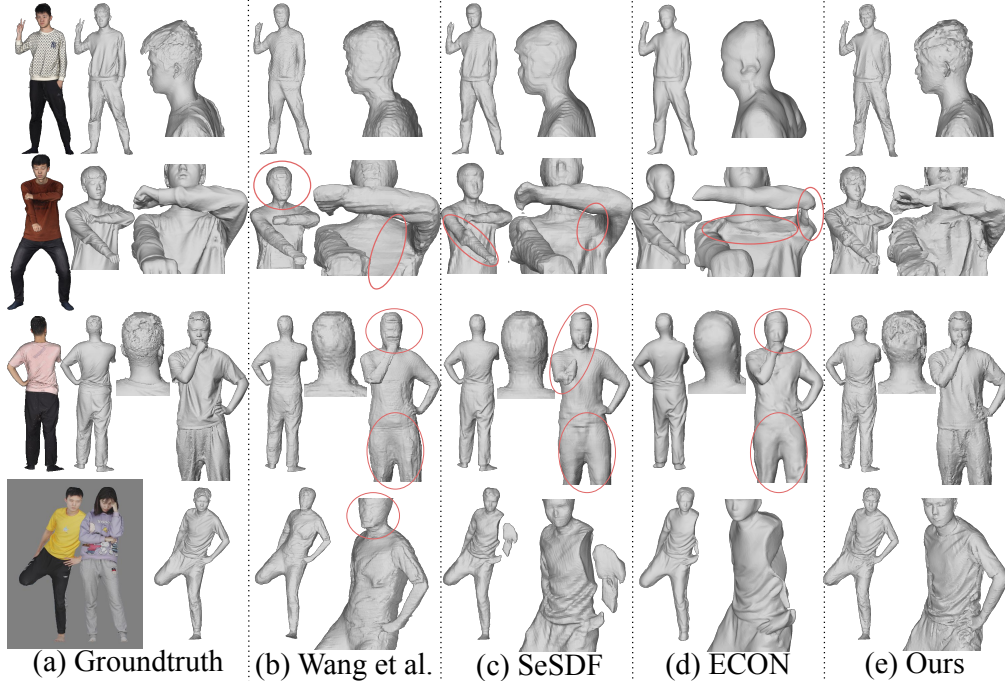 (a) Groundtruth
(b) Wang et al.
(c) SeSDF
(d) ECON
(e) Ours